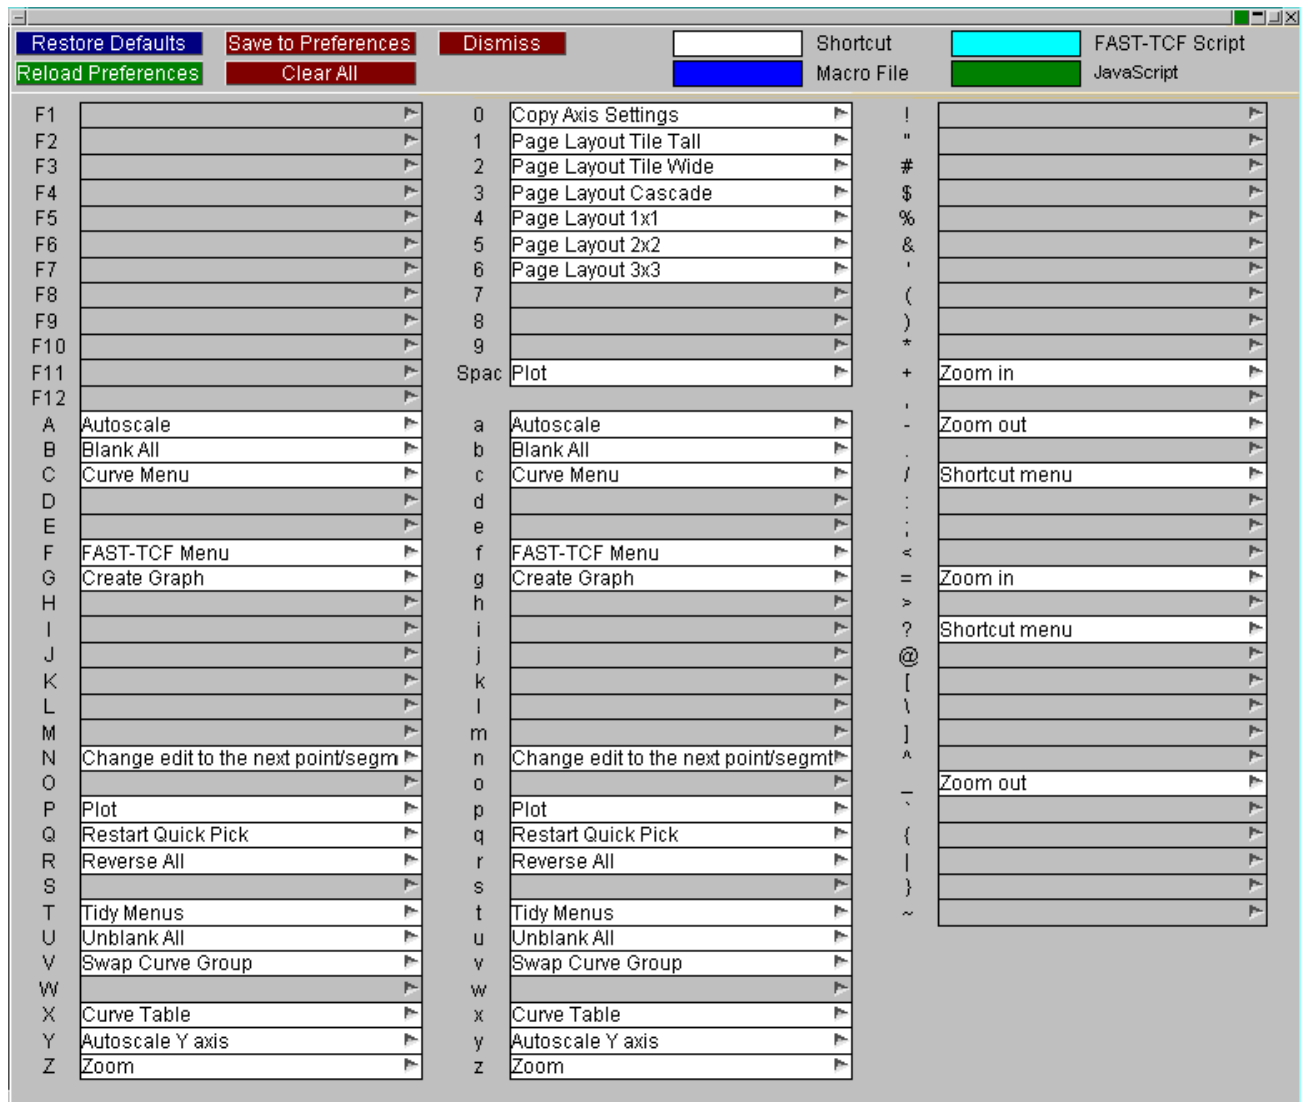 Restore Defaults Save to Preferences Dismiss Shortcut FAST-TCF Script
Reload Preferences Clear All Macro File JavaScript
F1 0 Copy Axis Settings !
F2 1 Page Layout Tile Tall "
F3 2 Page Layout Tile Wide #
F4 3 Page Layout Cascade $
F5 4 Page Layout 1x1 %
F6 5 Page Layout 2x2 &
F7 6 Page Layout 3x3 '
F8 7 (
F9 8 )
F10 9 *
F11 Spac Plot + Zoom in
F12 ,
A Autoscale a Autoscale - Zoom out
B Blank All b Blank All .
C Curve Menu c Curve Menu / Shortcut menu
D d :
E e ;
F FAST-TCF Menu f FAST-TCF Menu <
G Create Graph g Create Graph = Zoom in
H h >
I i ? Shortcut menu
J j @
K k [
L l \
M m ]
N Change edit to the next point/segm n Change edit to the next point/segmt ^
O o _ Zoom out
P Plot p Plot `
Q Restart Quick Pick q Restart Quick Pick {
R Reverse All r Reverse All |
S s }
T Tidy Menus t Tidy Menus ~
U Unblank All u Unblank All
V Swap Curve Group v Swap Curve Group
W w
X Curve Table x Curve Table
Y Autoscale Y axis y Autoscale Y axis
Z Zoom z Zoom